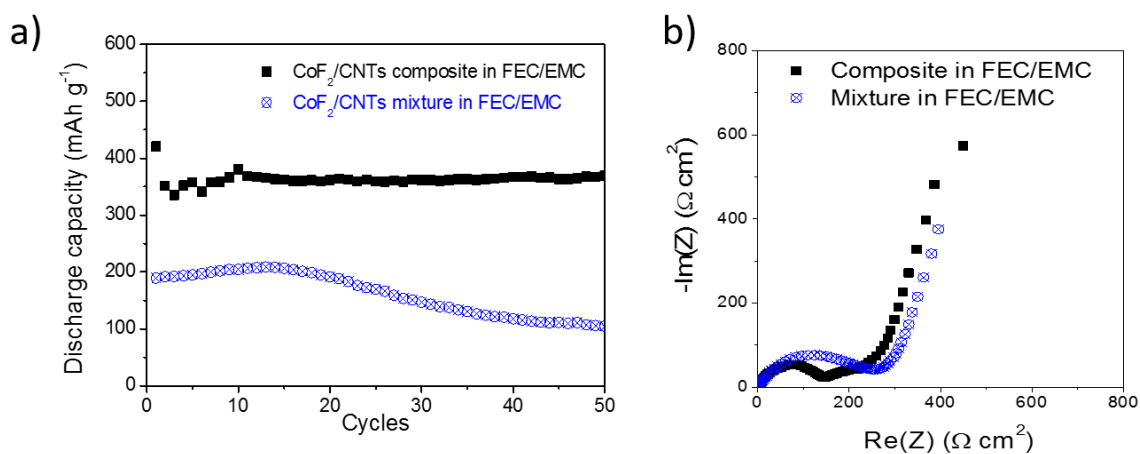 a)
600
500
400
300
200
100
0
Discharge capacity (mAh g⁻¹)
CoF₂/CNTs composite in FEC/EMC
CoF₂/CNTs mixture in FEC/EMC
0 10 20 30 40 50
Cycles
b)
800
600
400
200
0
-Im(Z) (Ω cm²)
Composite in FEC/EMC
Mixture in FEC/EMC
0 200 400 600 800
Re(Z) (Ω cm²)